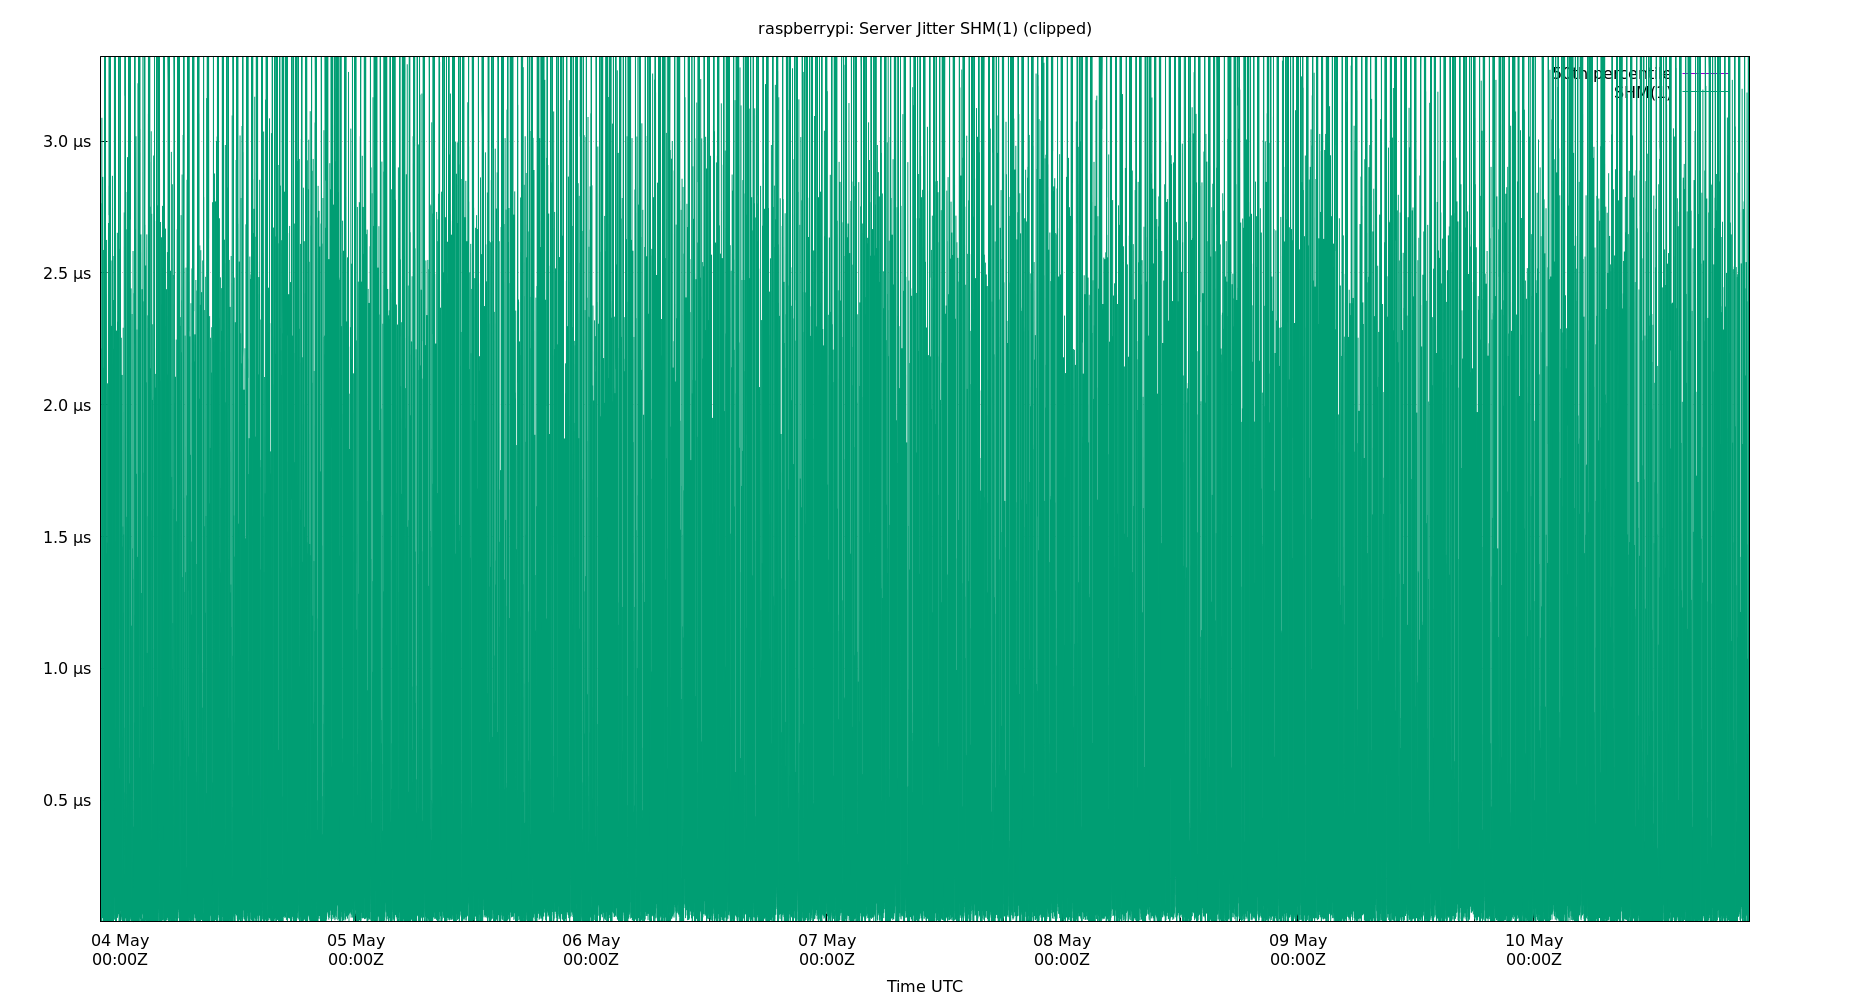 raspberrypi: Server Jitter SHM(1) (clipped)
50th percentile
SHM(1)
3.0 µs
2.5 µs
2.0 µs
1.5 µs
1.0 µs
0.5 µs
04 May 05 May 06 May 07 May 08 May 09 May 10 May
00:00Z 00:00Z 00:00Z 00:00Z 00:00Z 00:00Z 00:00Z
Time UTC